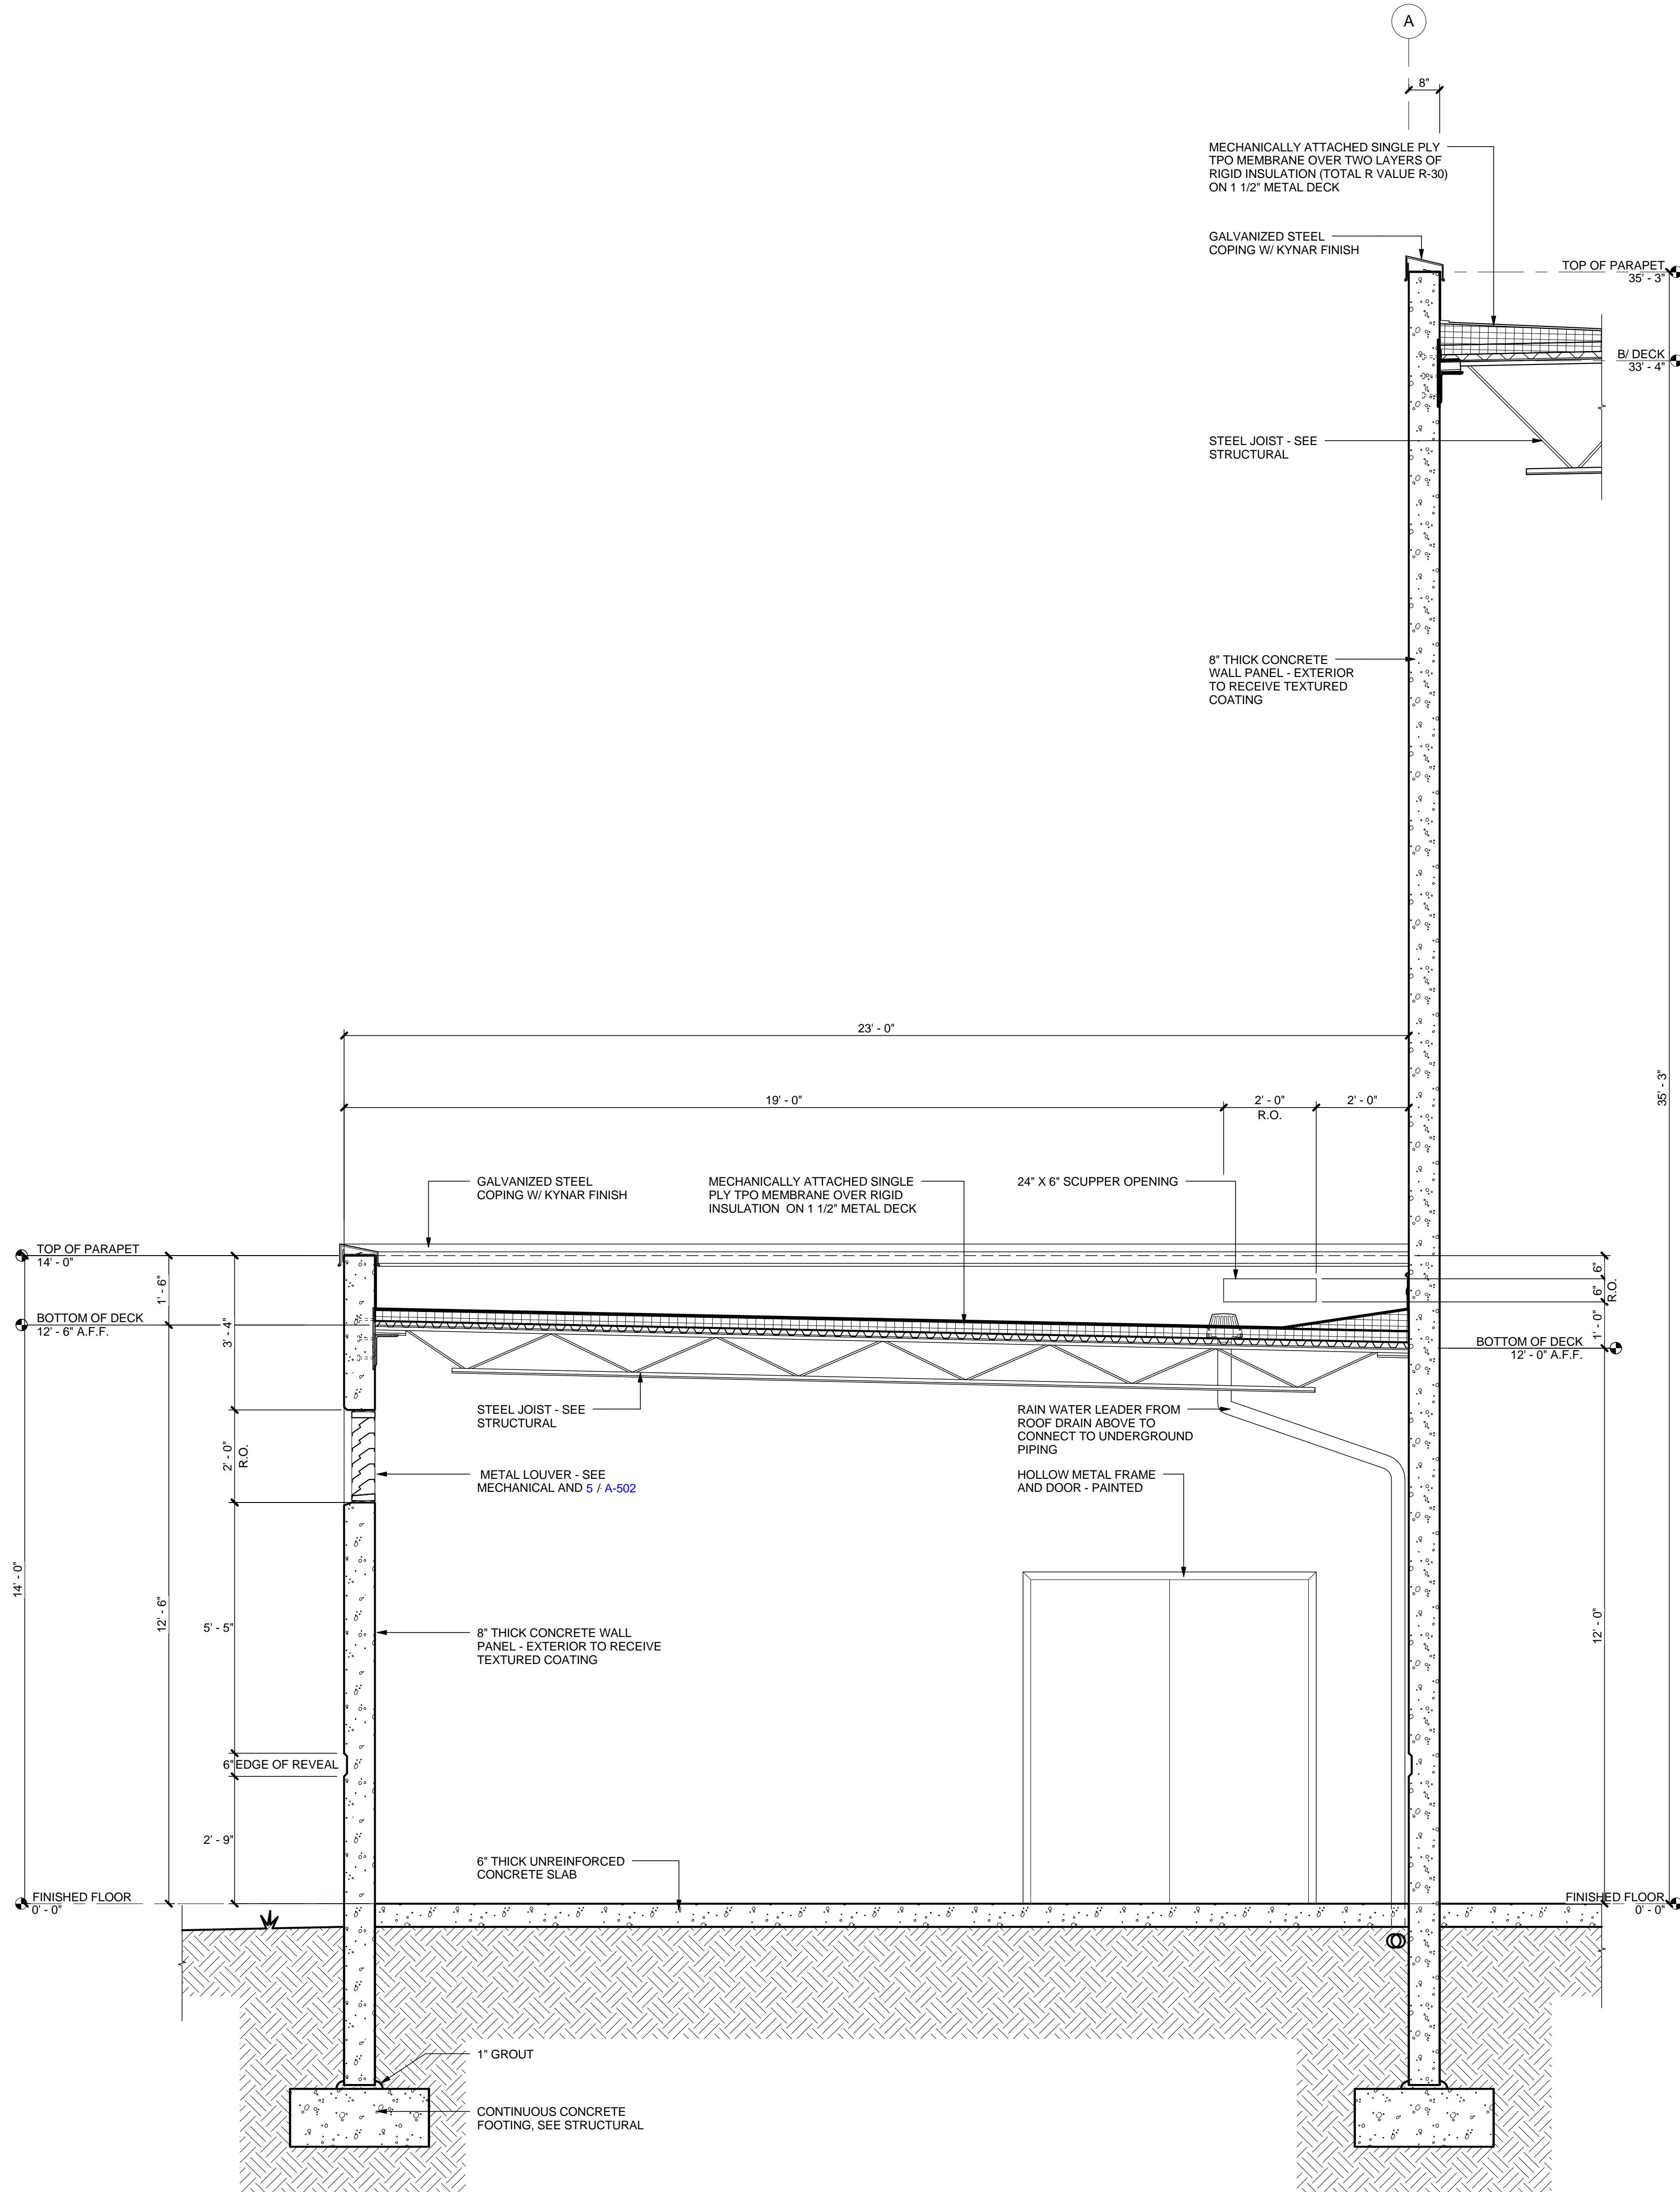 A
8"
MECHANICALLY ATTACHED SINGLE PLY
TPO MEMBRANE OVER TWO LAYERS OF
RIGID INSULATION (TOTAL R VALUE R-30)
ON 1 1/2" METAL DECK
GALVANIZED STEEL
COPING W/ KYNAR FINISH
TOP OF PARAPET
35' - 3"
B/ DECK
33' - 4"
STEEL JOIST - SEE
STRUCTURAL
8" THICK CONCRETE
WALL PANEL - EXTERIOR
TO RECEIVE TEXTURED
COATING
23' - 0"
35' - 3"
19' - 0"
2' - 0"
R.O.
2' - 0"
GALVANIZED STEEL
COPING W/ KYNAR FINISH
MECHANICALLY ATTACHED SINGLE
PLY TPO MEMBRANE OVER RIGID
INSULATION ON 1 1/2" METAL DECK
24" X 6" SCUPPER OPENING
TOP OF PARAPET
14' - 0"
1' - 6"
6"
6"
R.O.
BOTTOM OF DECK
12' - 6" A.F.F.
3' - 4"
1' - 0"
BOTTOM OF DECK
12' - 0" A.F.F.
STEEL JOIST - SEE
STRUCTURAL
RAIN WATER LEADER FROM
ROOF DRAIN ABOVE TO
CONNECT TO UNDERGROUND
PIPING
2' - 0"
R.O.
METAL LOUVER - SEE
MECHANICAL AND 5 / A-502
HOLLOW METAL FRAME
AND DOOR - PAINTED
14' - 0"
12' - 6"
5' - 5"
12' - 0"
8" THICK CONCRETE WALL
PANEL - EXTERIOR TO RECEIVE
TEXTURED COATING
6" EDGE OF REVEAL
2' - 9"
6" THICK UNREINFORCED
CONCRETE SLAB
FINISHED FLOOR
0' - 0"
FINISHED FLOOR
0' - 0"
1" GROUT
CONTINUOUS CONCRETE
FOOTING, SEE STRUCTURAL